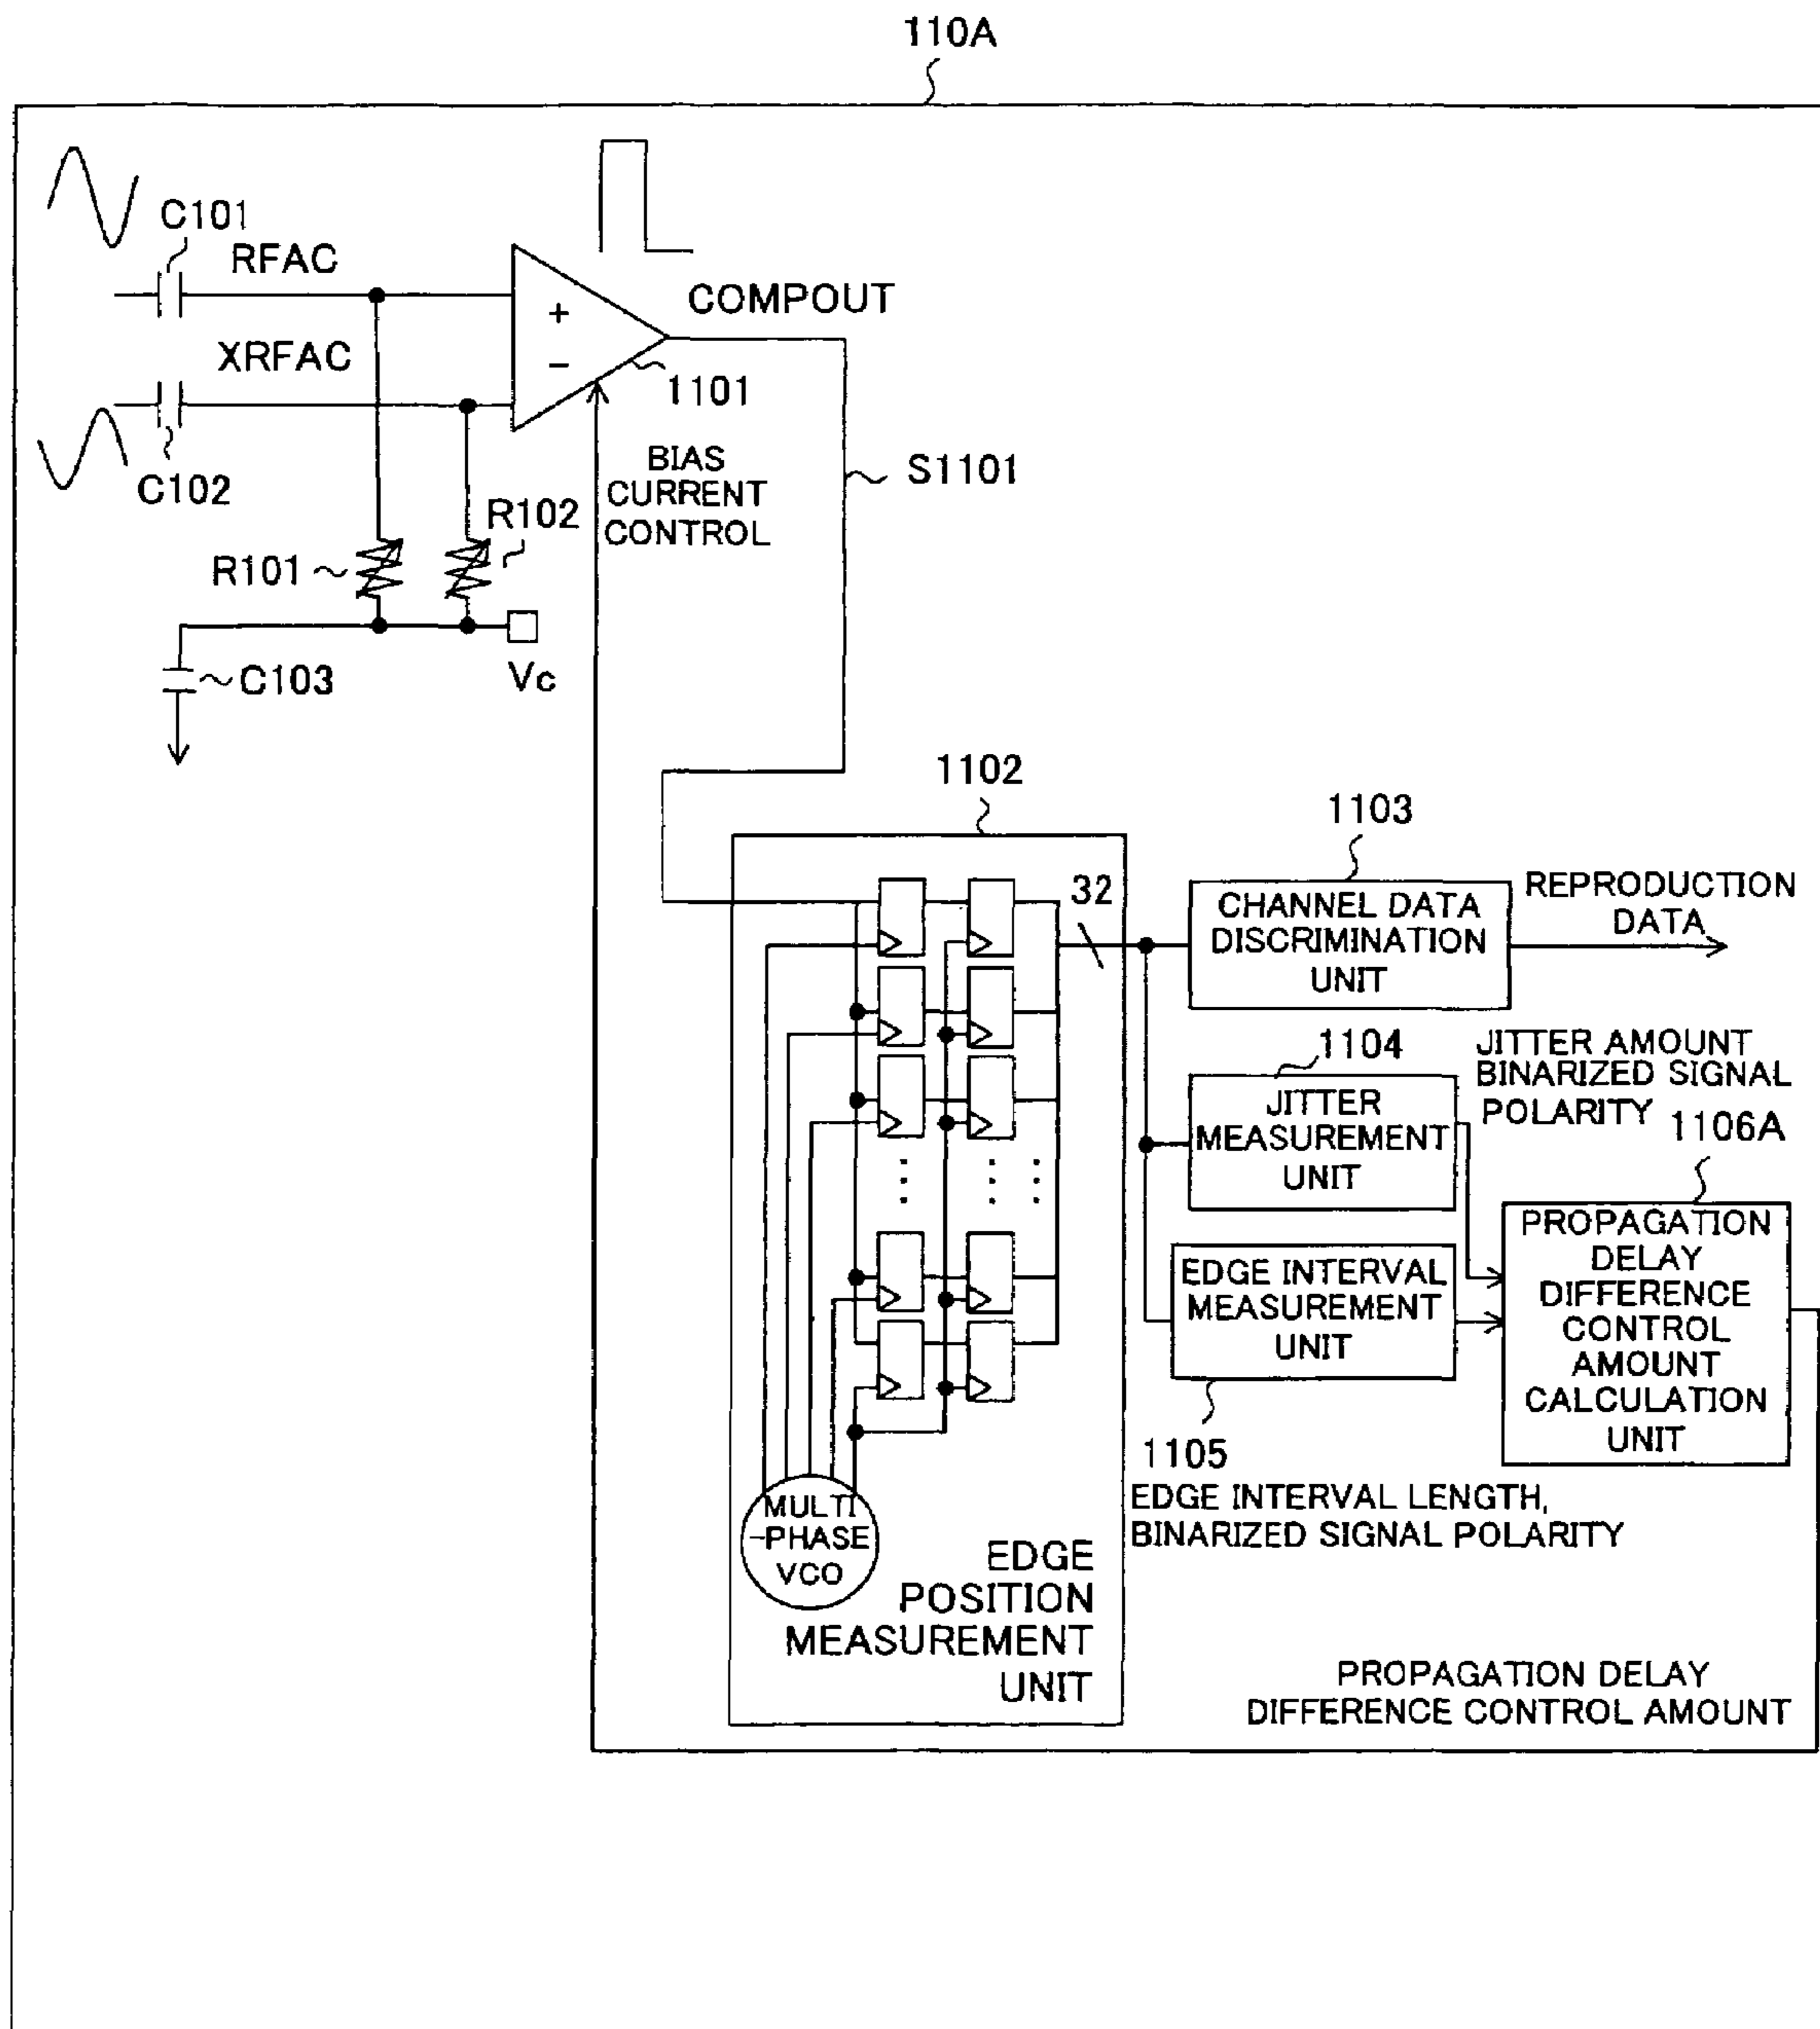 110A
C101
RFAC
XRFAC
C102
+
-
COMPOUT
1101
BIAS
CURRENT
CONTROL
S1101
R102
R101
C103
Vc
1102
1103
32
CHANNEL DATA
DISCRIMINATION
UNIT
REPRODUCTION
DATA
1104
JITTER AMOUNT
BINARIZED SIGNAL
POLARITY
JITTER
MEASUREMENT
UNIT
1106A
EDGE INTERVAL
MEASUREMENT
UNIT
PROPAGATION
DELAY
DIFFERENCE
CONTROL
AMOUNT
CALCULATION
UNIT
1105
EDGE INTERVAL LENGTH,
BINARIZED SIGNAL POLARITY
MULTI
-PHASE
VCO
EDGE
POSITION
MEASUREMENT
UNIT
PROPAGATION DELAY
DIFFERENCE CONTROL AMOUNT